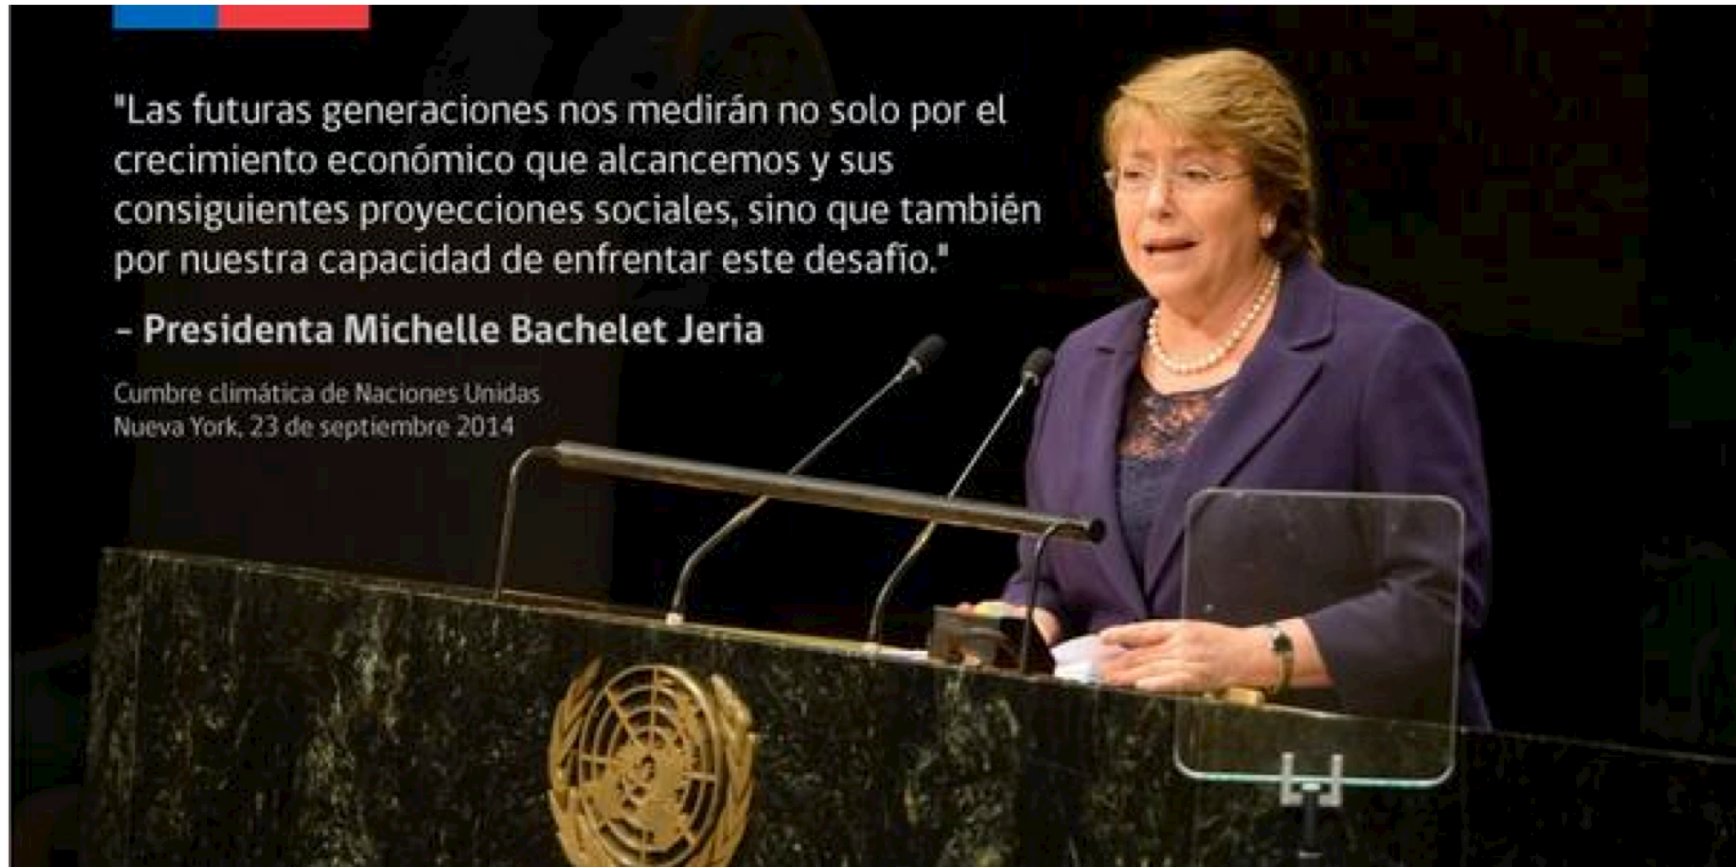 "Las futuras generaciones nos medirán no solo por el
crecimiento económico que alcancemos y sus
consiguientes proyecciones sociales, sino que también
por nuestra capacidad de enfrentar este desafío."
– Presidenta Michelle Bachelet Jeria
Cumbre climática de Naciones Unidas
Nueva York, 23 de septiembre 2014